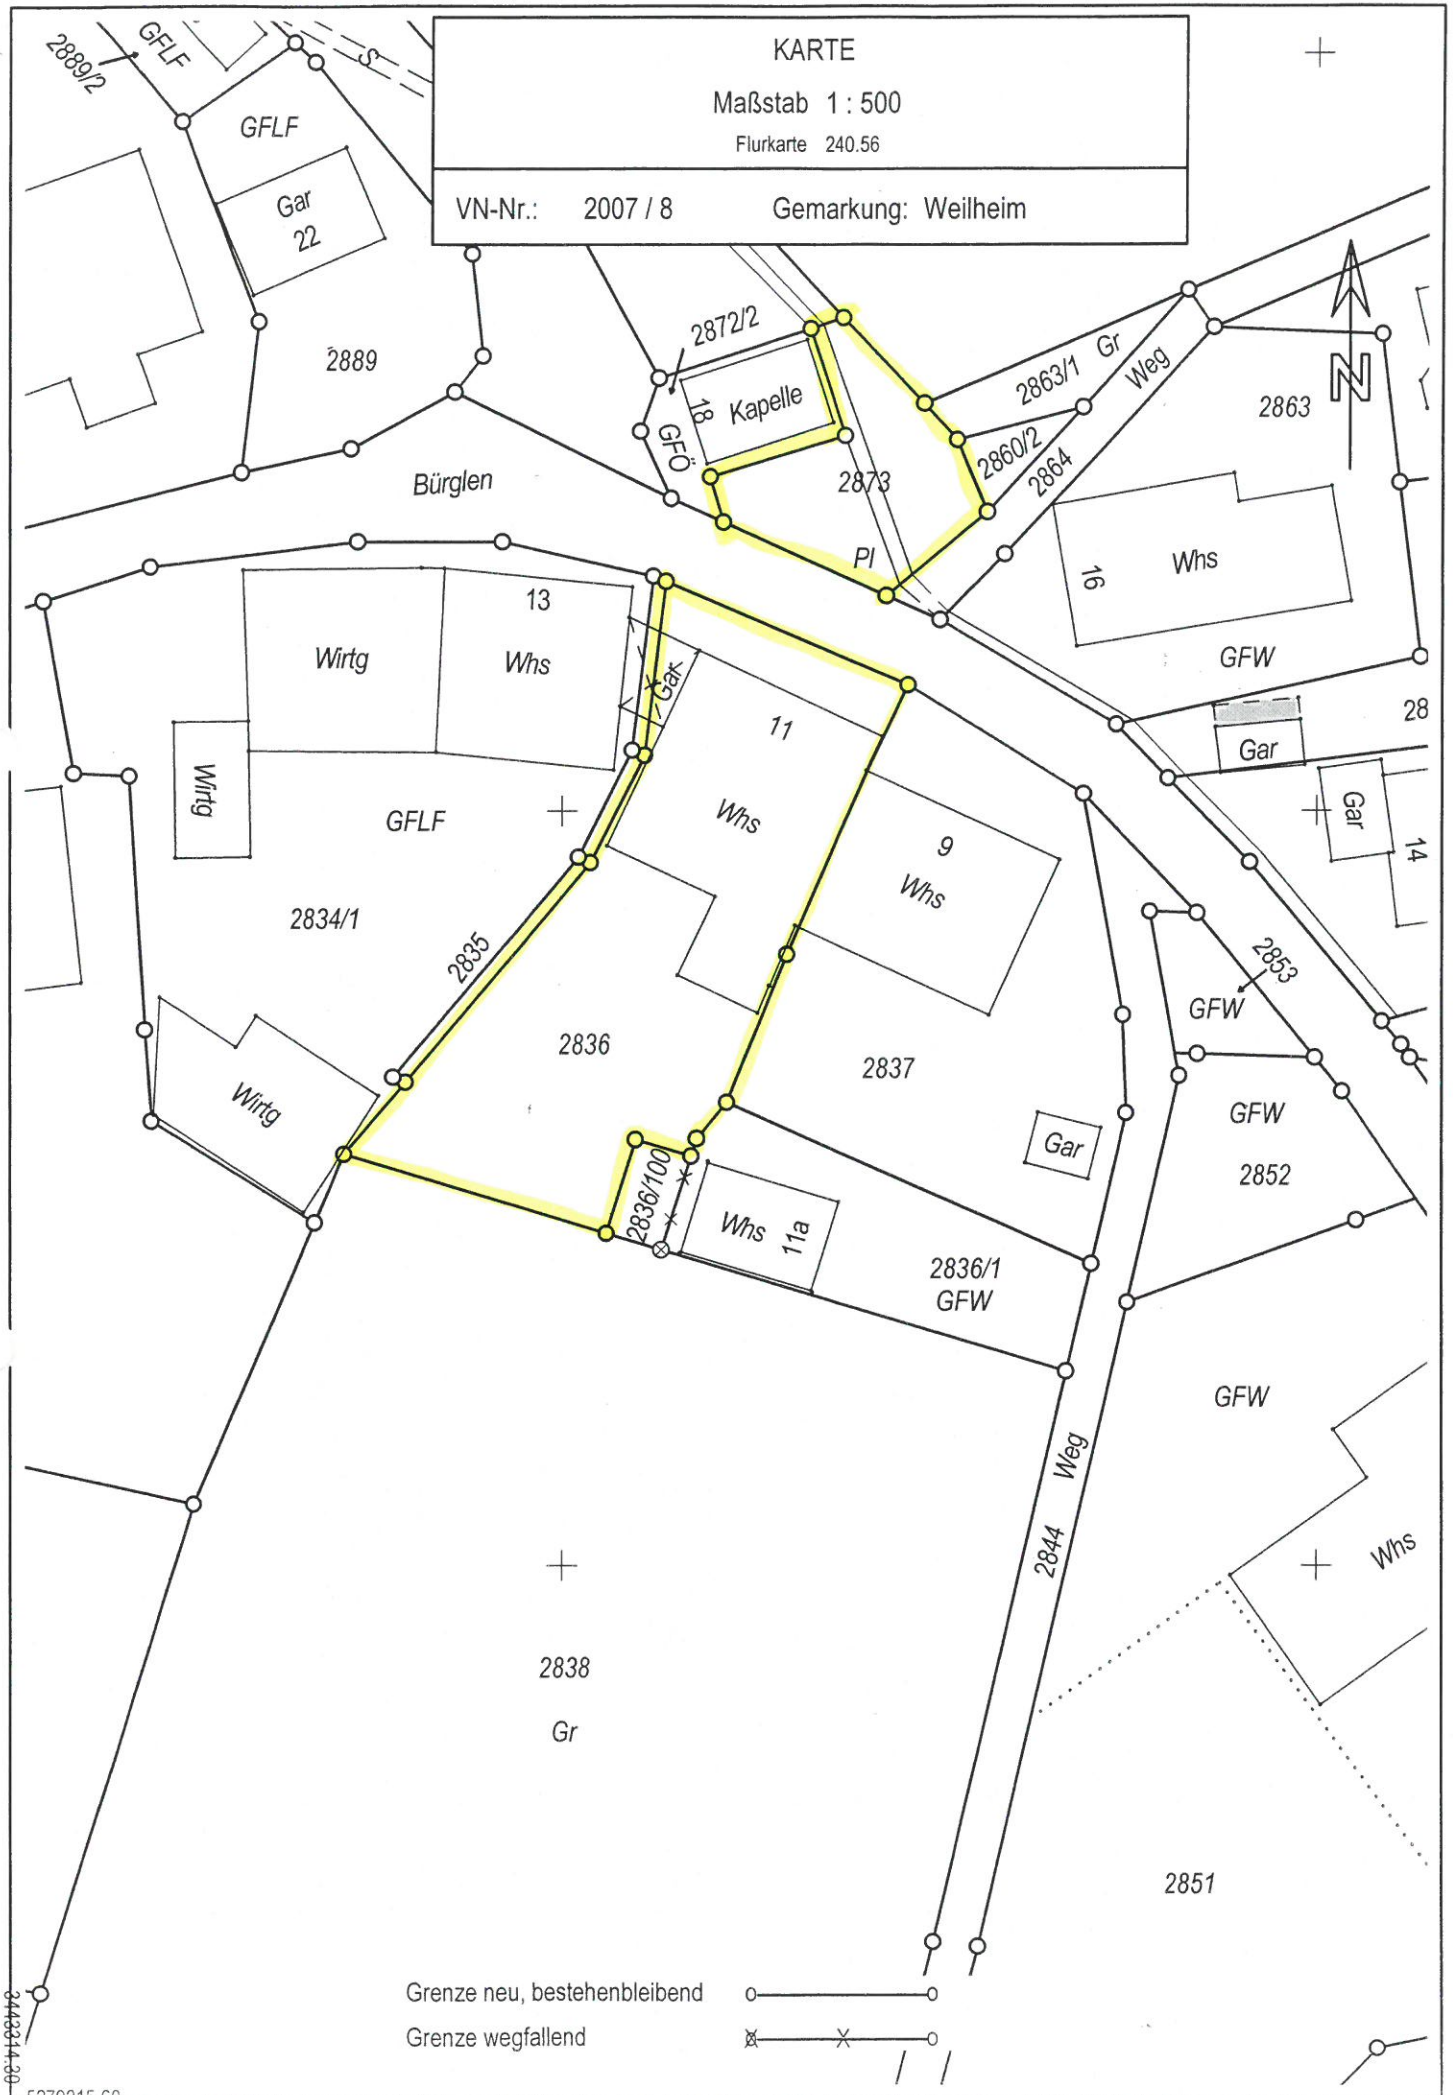 KARTE
Maßstab 1 : 500
Flurkarte 240.56
VN-Nr.: 2007 / 8 Gemarkung: Weilheim
2889/2
GFLF
S
GFLF
Gar
22
2889
2872/2
18
Kapelle
GFÖ
2873
Pl
2863/1 Gr
Weg
2860/2
2864
2863
N
Bürglen
16
Whs
GFW
28
Gar
Gar
14
13
Wirtg
Whs
Gar
11
Whs
Wirtg
GFLF
9
Whs
2834/1
2835
2853
GFW
2836
2837
Wirtg
GFW
2852
Gar
2836/100
Whs 11a
2836/1
GFW
GFW
Weg
2844
Whs
2838
Gr
2851
Grenze neu, bestehenbleibend
Grenze wegfallend
3443314.30